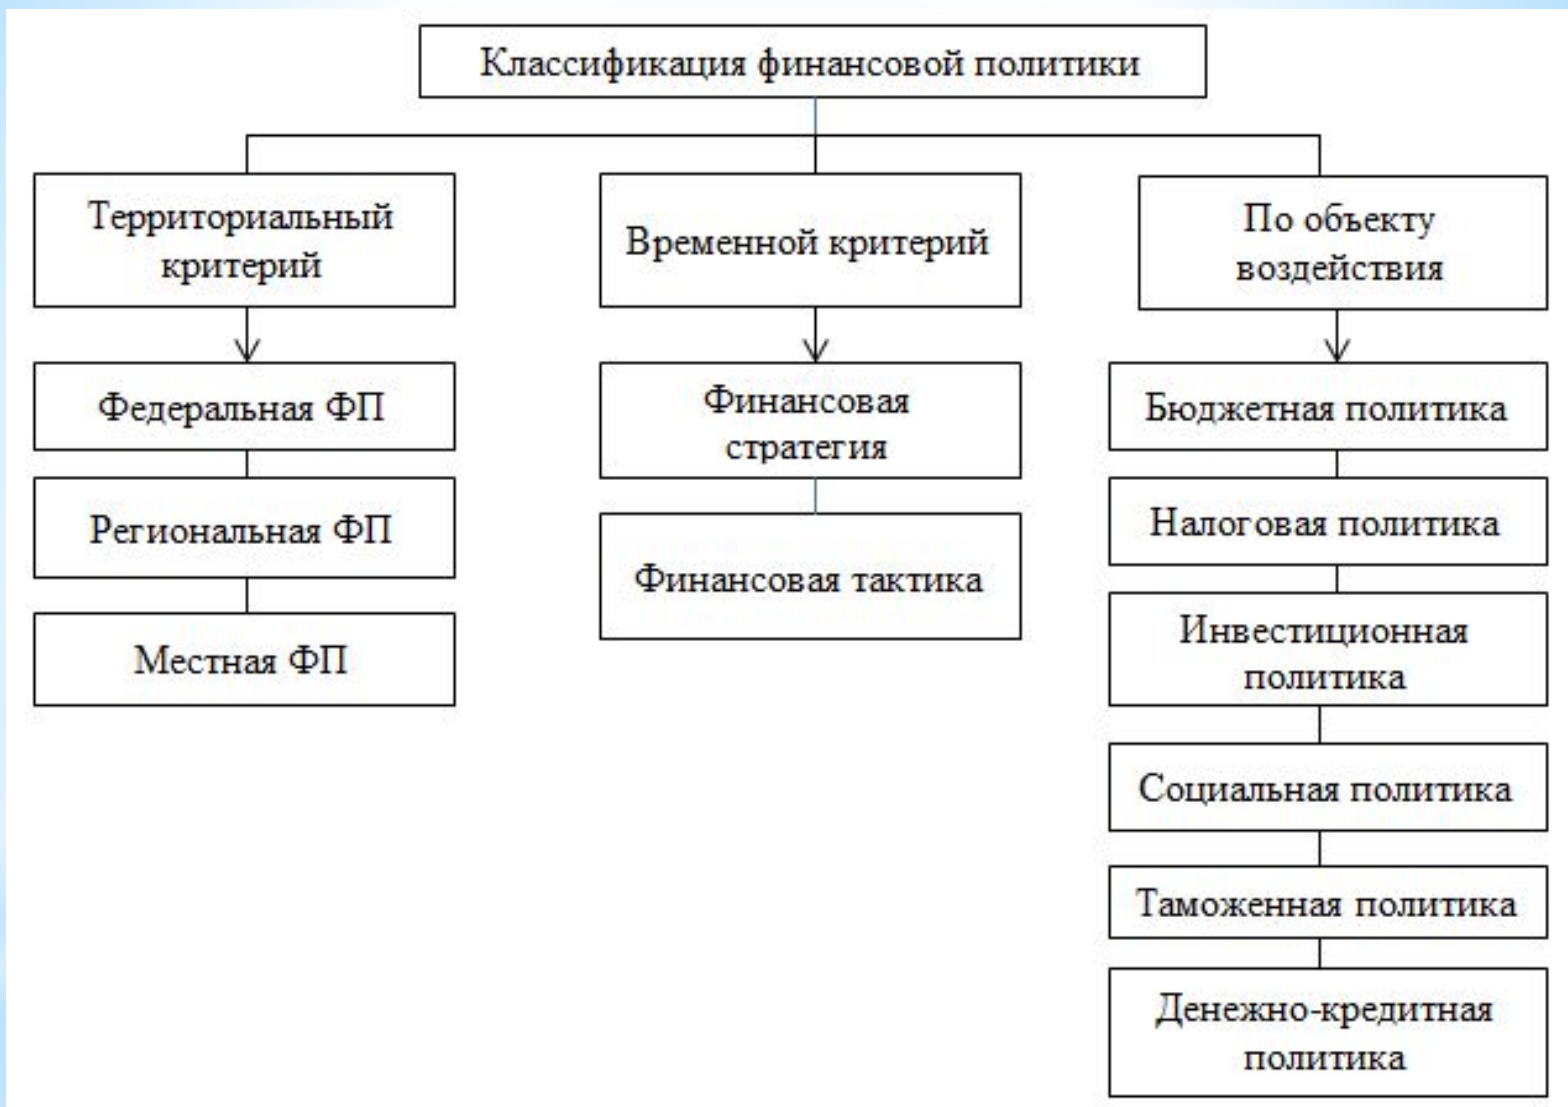 Классификация финансовой политики
Территориальный
критерий
Федеральная ФП
Региональная ФП
Местная ФП
Временной критерий
Финансовая
стратегия
Финансовая тактика
По объекту
воздействия
Бюджетная политика
Налоговая политика
Инвестиционная
политика
Социальная политика
Таможенная политика
Денежно-кредитная
политика